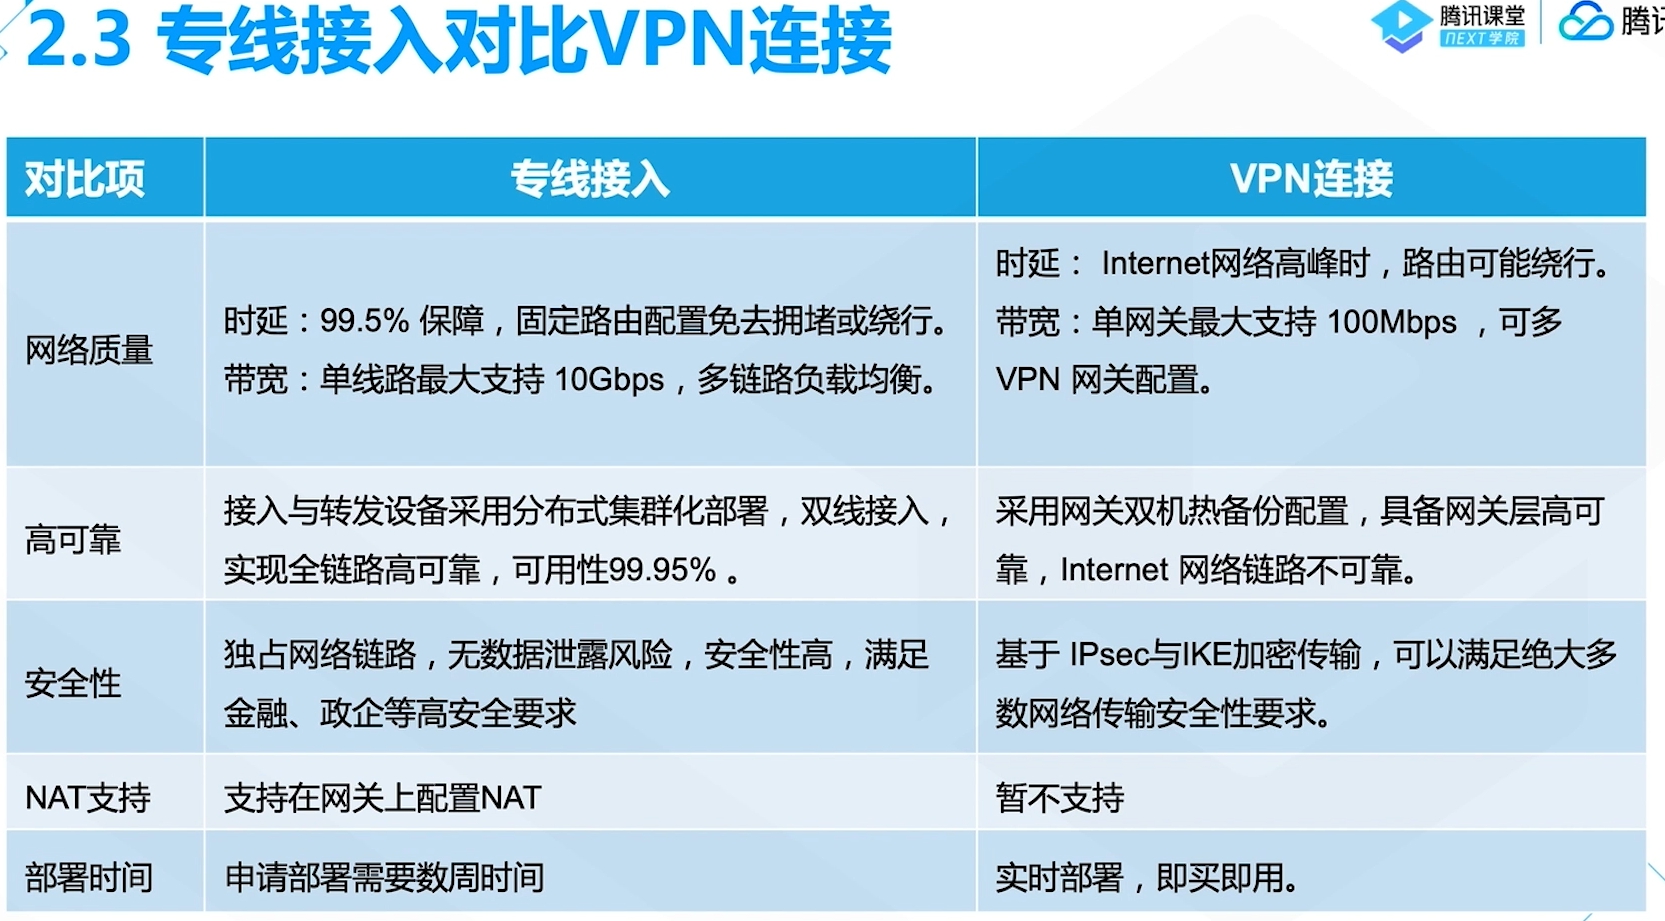 2.3 专线接入对比VPN连接
腾讯课堂
NEXT学院
腾
对比项
专线接入
VPN连接
网络质量
时延：99.5% 保障，固定路由配置免去拥堵或绕行。
带宽：单线路最大支持 10Gbps，多链路负载均衡。
时延： Internet网络高峰时，路由可能绕行。
带宽：单网关最大支持 100Mbps ，可多
VPN 网关配置。
高可靠
接入与转发设备采用分布式集群化部署，双线接入，
实现全链路高可靠，可用性99.95% 。
采用网关双机热备份配置，具备网关层高可
靠，Internet 网络链路不可靠。
安全性
独占网络链路，无数据泄露风险，安全性高，满足
金融、政企等高安全要求
基于 IPsec与IKE加密传输，可以满足绝大多
数网络传输安全性要求。
NAT支持
支持在网关上配置NAT
暂不支持
部署时间
申请部署需要数周时间
实时部署，即买即用。